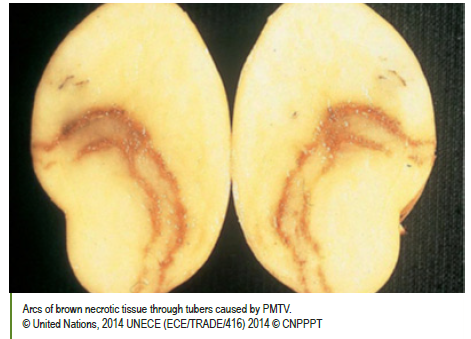 Arcs of brown necrotic tissue through tubers caused by PMTV.
© United Nations, 2014 UNECE (ECE/TRADE/416) 2014 © CNPPPT